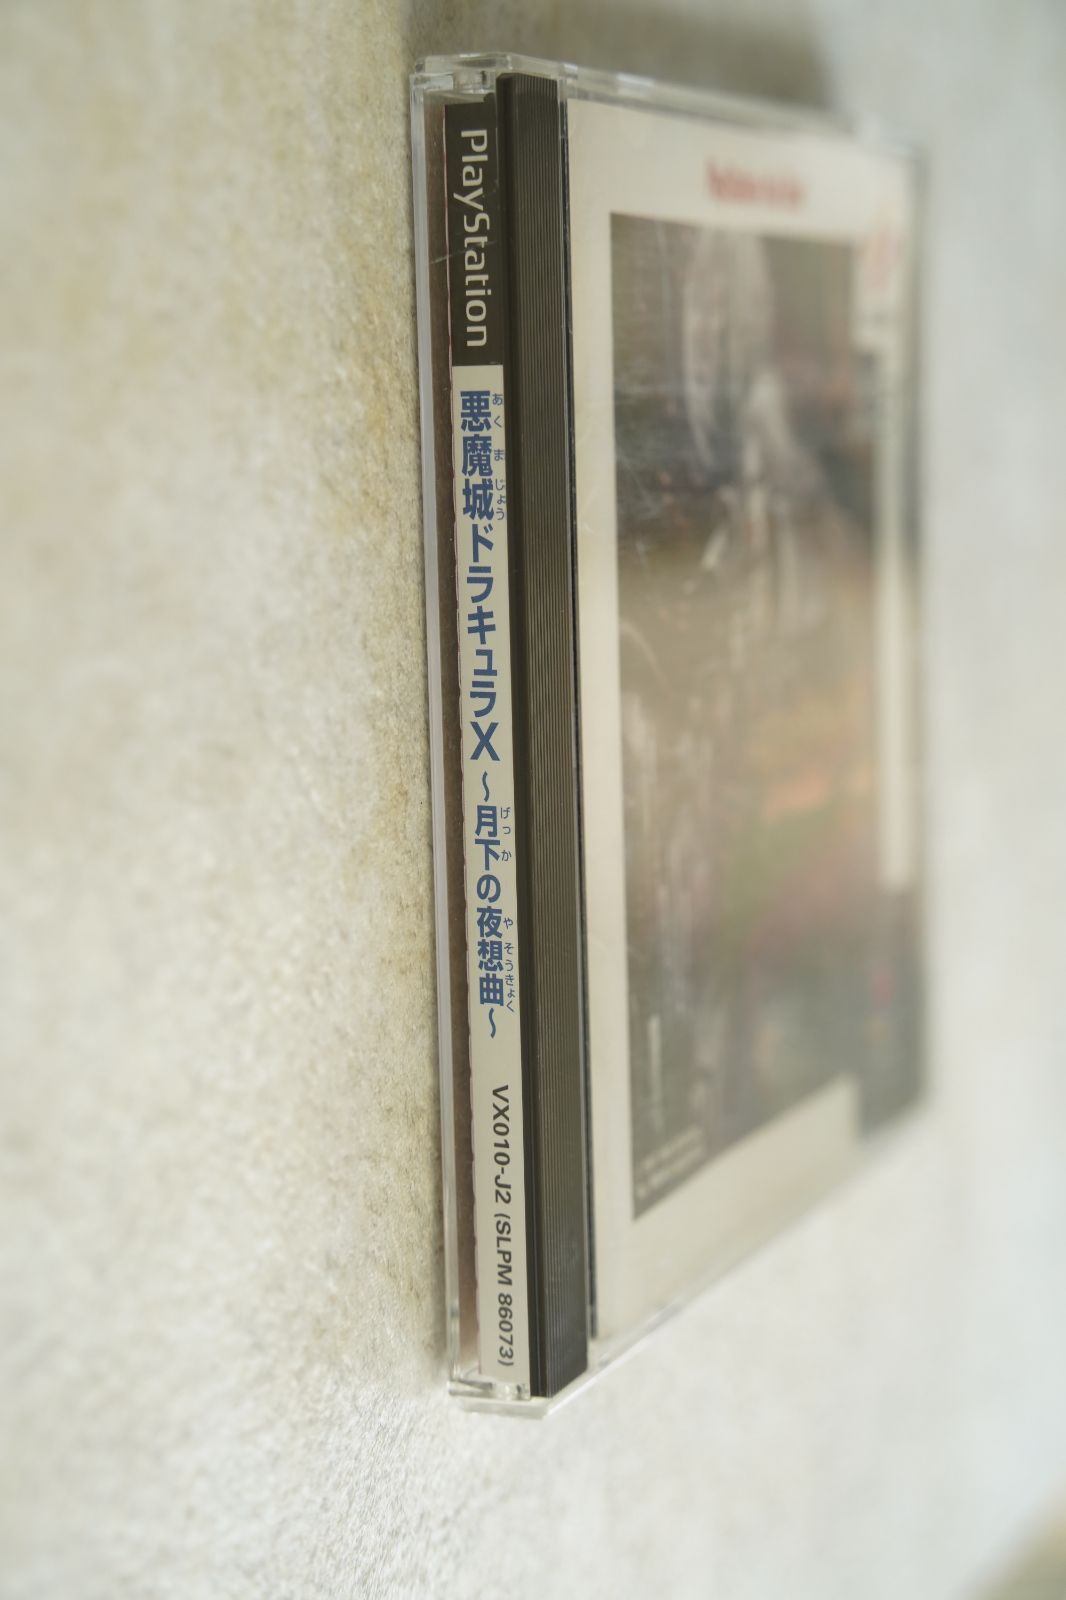 PlayStation
悪魔城ドラキュラX～月下の夜想曲～
あくまじょう
げっか
やそうきょく
VX010-J2 (SLPM 86073)